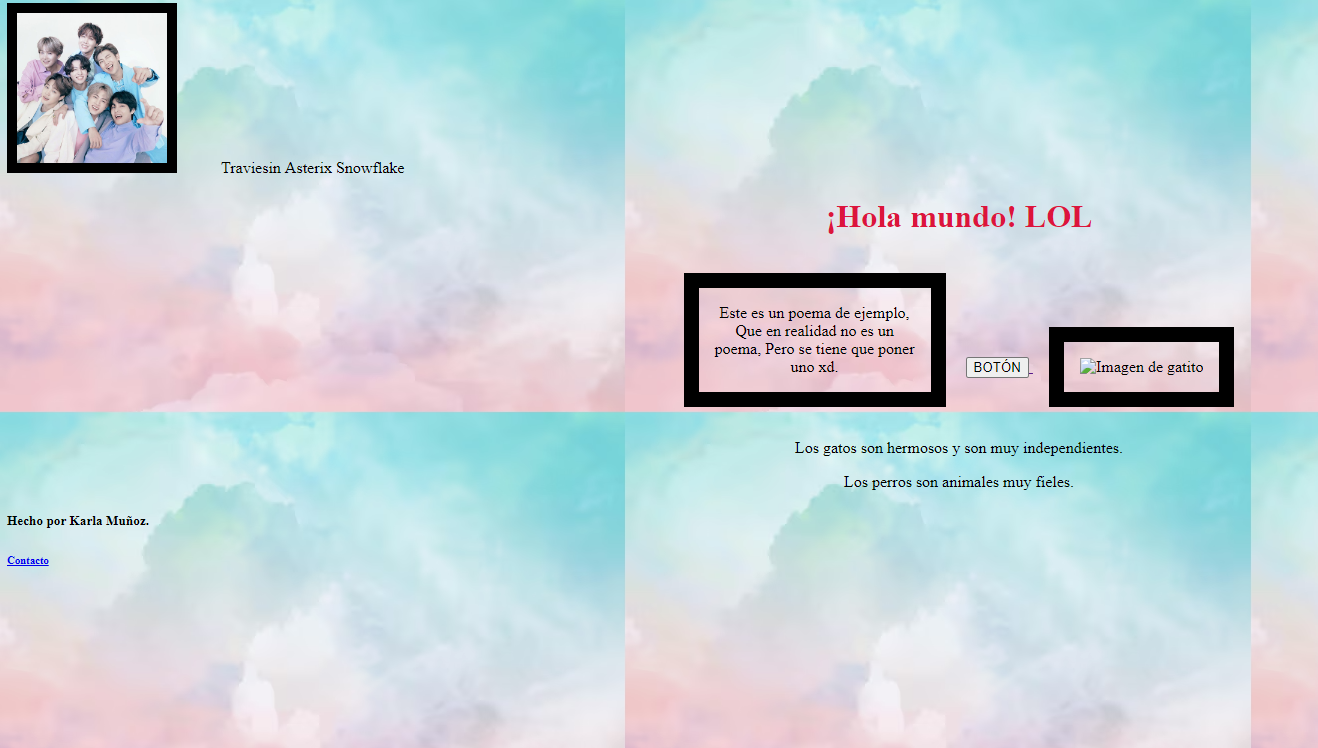 Traviesin Asterix Snowflake
¡Hola mundo! LOL
Este es un poema de ejemplo,
Que en realidad no es un
poema, Pero se tiene que poner
uno xd.
BOTÓN
Imagen de gatito
Los gatos son hermosos y son muy independientes.
Los perros son animales muy fieles.
Hecho por Karla Muñoz.
Contacto